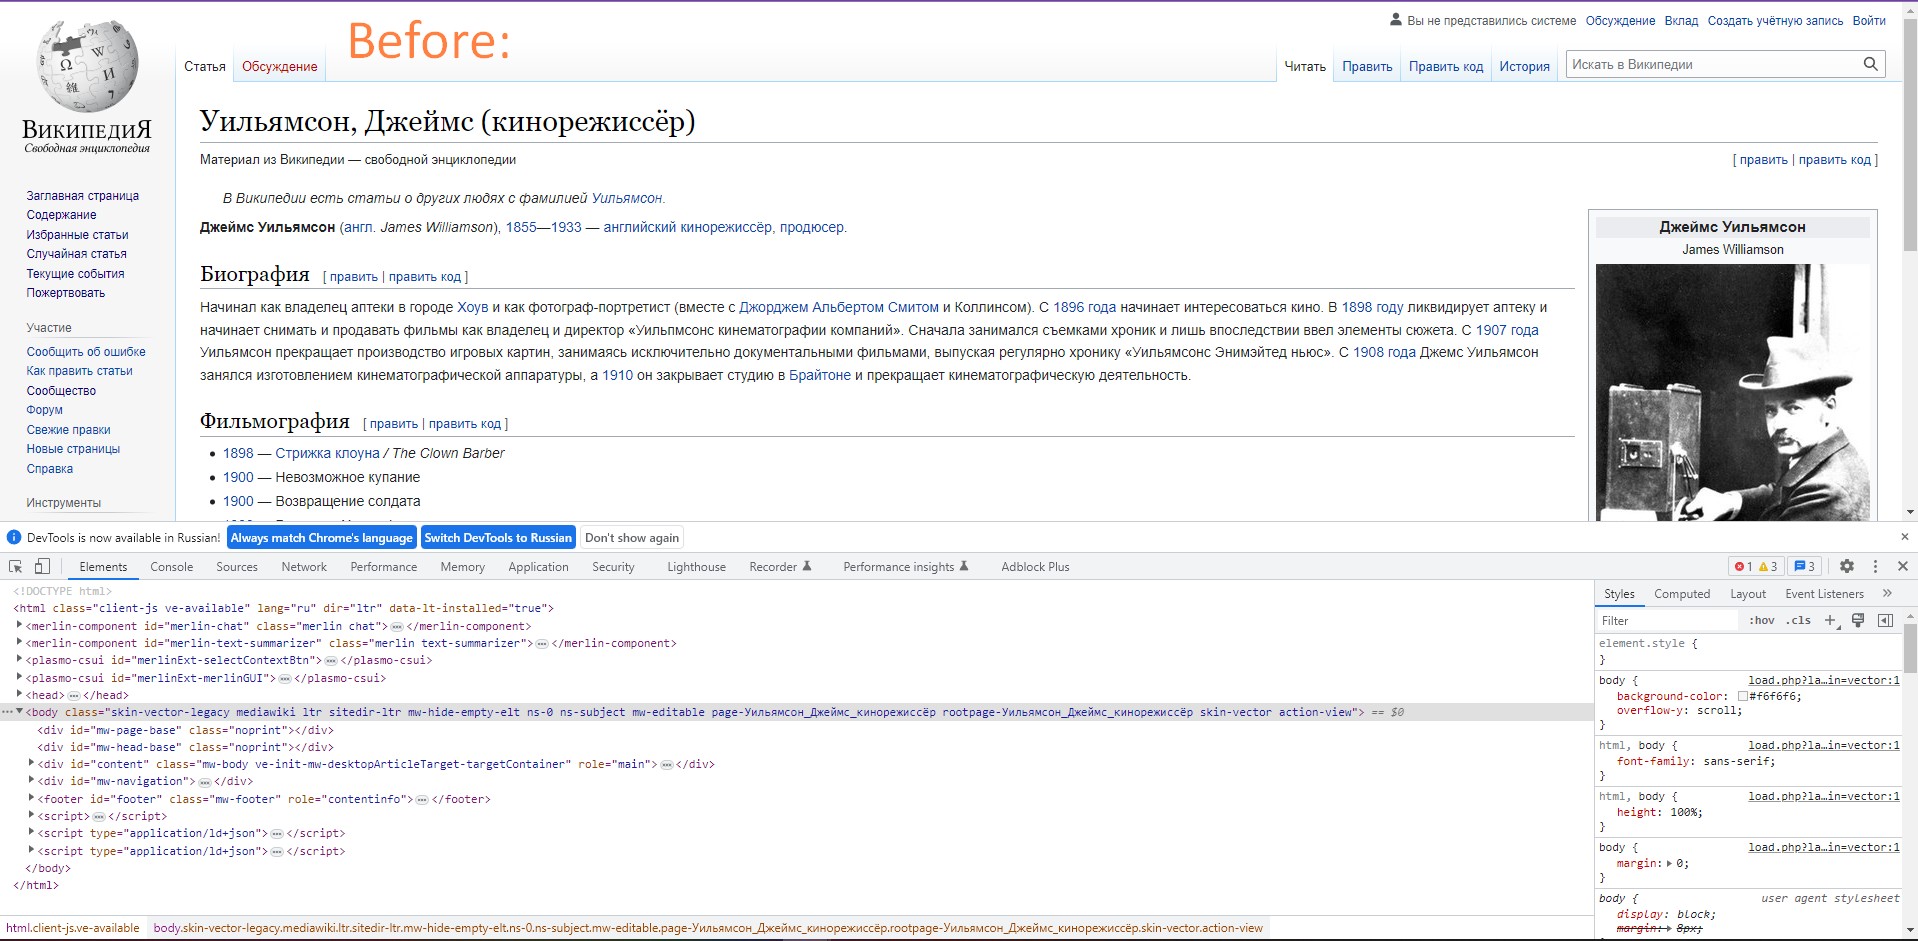 Before:
Вы не представились системе Обсуждение Вклад Создать учётную запись Войти
Статья Обсуждение
Читать Править Править код История Искать в Википедии
ВикипедиЯ
Свободная энциклопедия
Заглавная страница
Содержание
Избранные статьи
Случайная статья
Текущие события
Пожертвовать
Участие
Сообщить об ошибке
Как править статьи
Сообщество
Форум
Свежие правки
Новые страницы
Справка
Инструменты
Уильямсон, Джеймс (кинорежиссёр)
Материал из Википедии — свободной энциклопедии
[ править | править код ]
В Википедии есть статьи о других людях с фамилией Уильямсон.
Джеймс Уильямсон (англ. James Williamson), 1855—1933 — английский кинорежиссёр, продюсер.
Биография [ править | править код ]
Начинал как владелец аптеки в городе Хоув и как фотограф-портретист (вместе с Джорджем Альбертом Смитом и Коллинсом). С 1896 года начинает интересоваться кино. В 1898 году ликвидирует аптеку и
начинает снимать и продавать фильмы как владелец и директор «Уильпмсонс кинематографии компаний». Сначала занимался съемками хроник и лишь впоследствии ввел элементы сюжета. С 1907 года
Уильямсон прекращает производство игровых картин, занимаясь исключительно документальными фильмами, выпуская регулярно хронику «Уильямсонс Энимэйтед ньюс». С 1908 года Джемс Уильямсон
занялся изготовлением кинематографической аппаратуры, а 1910 он закрывает студию в Брайтоне и прекращает кинематографическую деятельность.
Фильмография [ править | править код ]
• 1898 — Стрижка клоуна / The Clown Barber
• 1900 — Невозможное купание
• 1900 — Возвращение солдата
Джеймс Уильямсон
James Williamson
DevTools is now available in Russian! Always match Chrome's language Switch DevTools to Russian Don't show again
Elements Console Sources Network Performance Memory Application Security Lighthouse Recorder Performance insights Adblock Plus 1 3 3
<!DOCTYPE html>
<html class="client-js ve-available" lang="ru" dir="ltr" data-lt-installed="true">
<merlin-component id="merlin-chat" class="merlin chat"> ⋯ </merlin-component>
<merlin-component id="merlin-text-summarizer" class="merlin text-summarizer"> ⋯ </merlin-component>
<plasmo-csui id="merlinExt-selectContextBtn"> ⋯ </plasmo-csui>
<plasmo-csui id="merlinExt-merlinGUI"> ⋯ </plasmo-csui>
<head> ⋯ </head>
<body class="skin-vector-legacy mediawiki ltr sitedir-ltr mw-hide-empty-elt ns-0 ns-subject mw-editable page-Уильямсон_Джеймс_кинорежиссёр rootpage-Уильямсон_Джеймс_кинорежиссёр skin-vector action-view"> == $0
<div id="mw-page-base" class="noprint"></div>
<div id="mw-head-base" class="noprint"></div>
<div id="content" class="mw-body ve-init-mw-desktopArticleTarget-targetContainer" role="main"> ⋯ </div>
<div id="mw-navigation"> ⋯ </div>
<footer id="footer" class="mw-footer" role="contentinfo"> ⋯ </footer>
<script> ⋯ </script>
<script type="application/ld+json"> ⋯ </script>
<script type="application/ld+json"> ⋯ </script>
</body>
</html>
html.client-js.ve-available body.skin-vector-legacy.mediawiki.ltr.sitedir-ltr.mw-hide-empty-elt.ns-0.ns-subject.mw-editable.page-Уильямсон_Джеймс_кинорежиссёр.rootpage-Уильямсон_Джеймс_кинорежиссёр.skin-vector.action-view
Styles Computed Layout Event Listeners »
Filter :hov .cls +
element.style {
}
body { load.php?la…in=vector:1
background-color: #f6f6f6;
overflow-y: scroll;
}
html, body { load.php?la…in=vector:1
font-family: sans-serif;
}
html, body { load.php?la…in=vector:1
height: 100%;
}
body { load.php?la…in=vector:1
margin: 0;
}
body { user agent stylesheet
display: block;
margin: 8px;